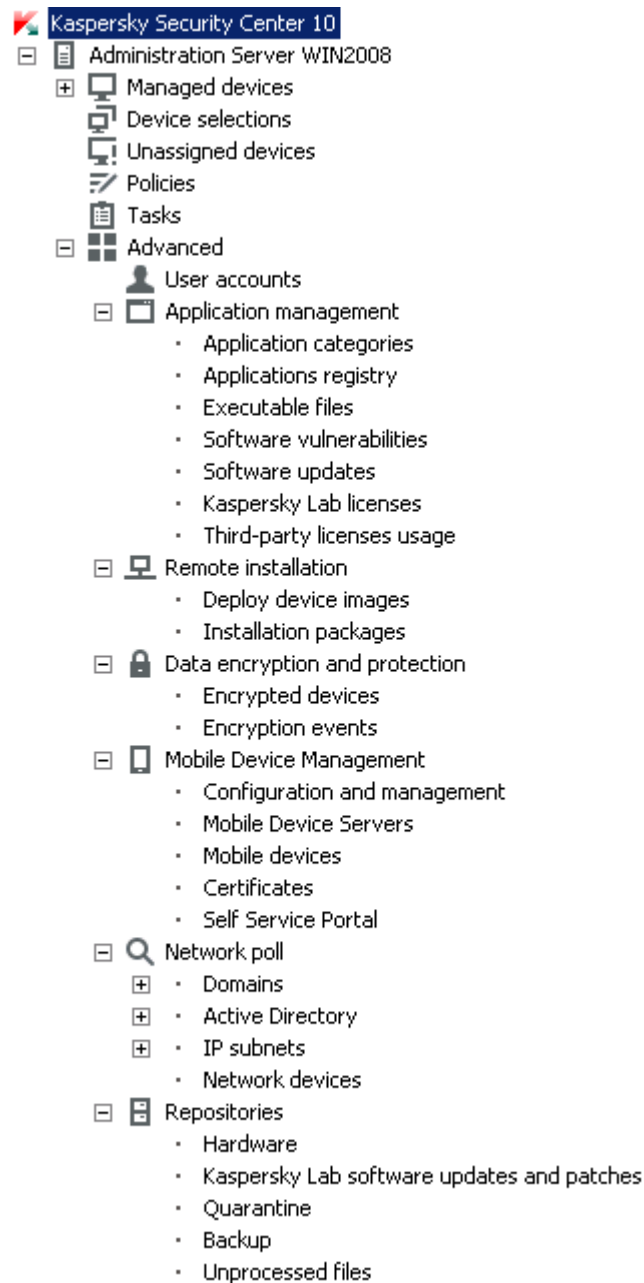 Kaspersky Security Center 10
Administration Server WIN2008
Managed devices
Device selections
Unassigned devices
Policies
Tasks
Advanced
User accounts
Application management
Application categories
Applications registry
Executable files
Software vulnerabilities
Software updates
Kaspersky Lab licenses
Third-party licenses usage
Remote installation
Deploy device images
Installation packages
Data encryption and protection
Encrypted devices
Encryption events
Mobile Device Management
Configuration and management
Mobile Device Servers
Mobile devices
Certificates
Self Service Portal
Network poll
Domains
Active Directory
IP subnets
Network devices
Repositories
Hardware
Kaspersky Lab software updates and patches
Quarantine
Backup
Unprocessed files